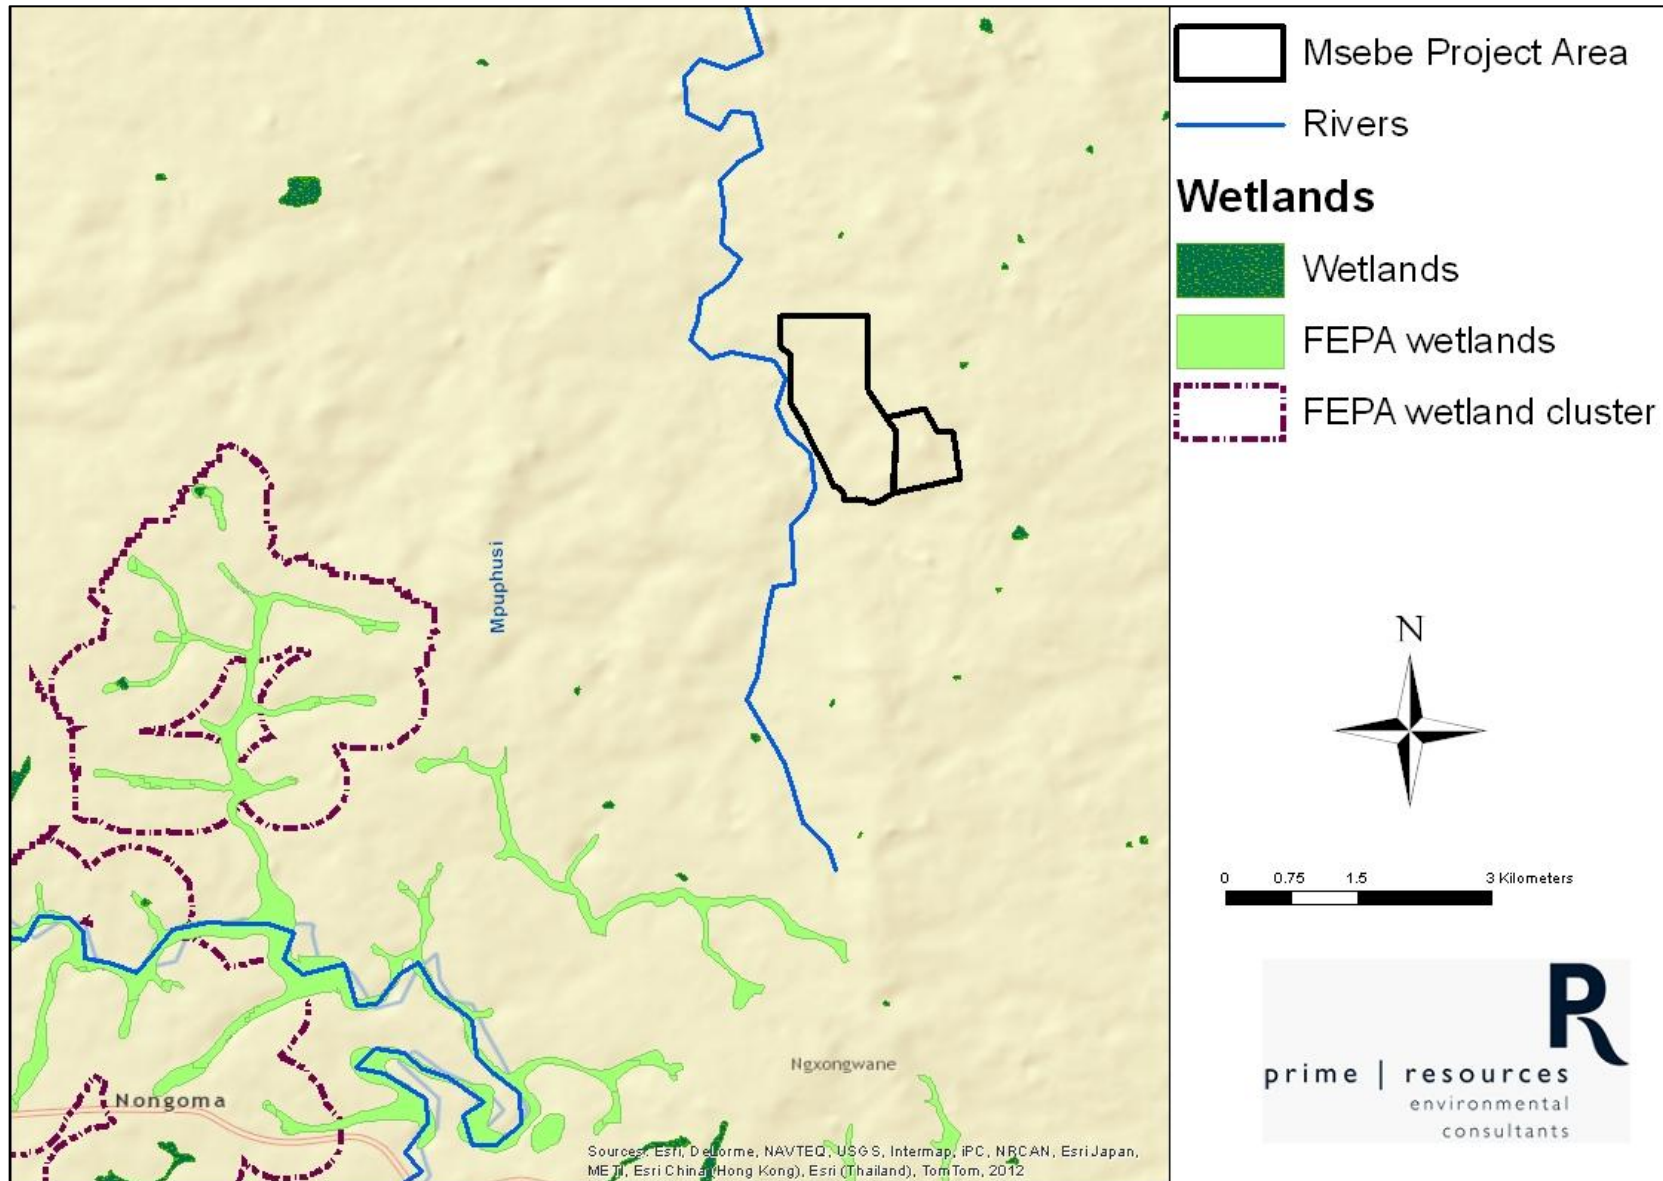 Msebe Project Area
Rivers
Wetlands
Wetlands
FEPA wetlands
FEPA wetland cluster
Mpuphusi
N
0 0.75 1.5 3 Kilometers
R
prime | resources
environmental
consultants
Ngxongwane
Nongoma
Sources: Esri, DeLorme, NAVTEQ, USGS, Intermap, iPC, NRCAN, Esri Japan,
METI, Esri China (Hong Kong), Esri (Thailand), TomTom, 2012